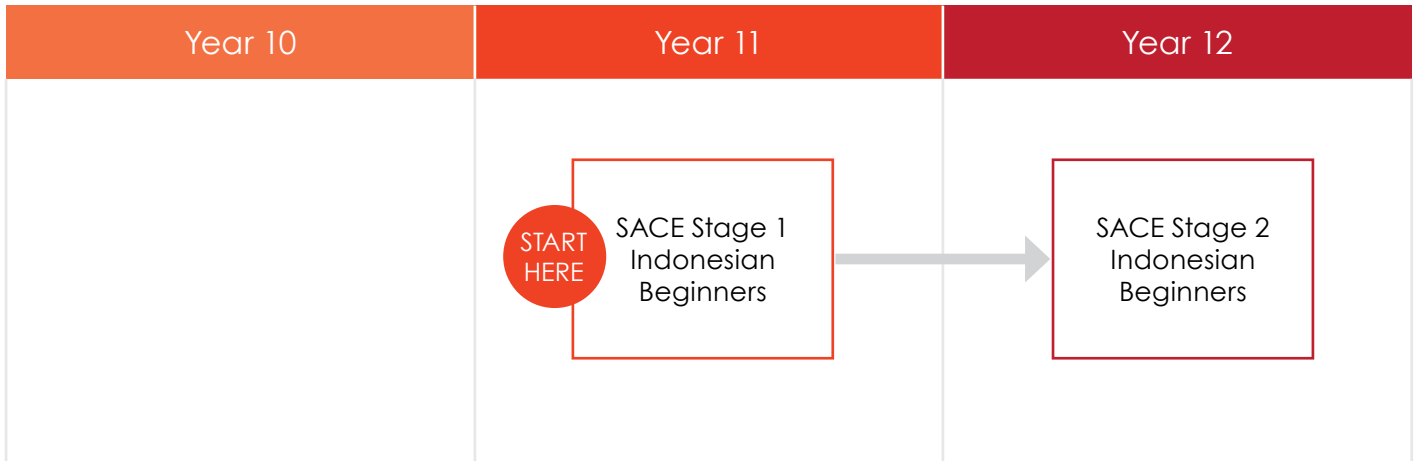 Year 10
Year 11
Year 12
START
HERE
SACE Stage 1
Indonesian
Beginners
SACE Stage 2
Indonesian
Beginners